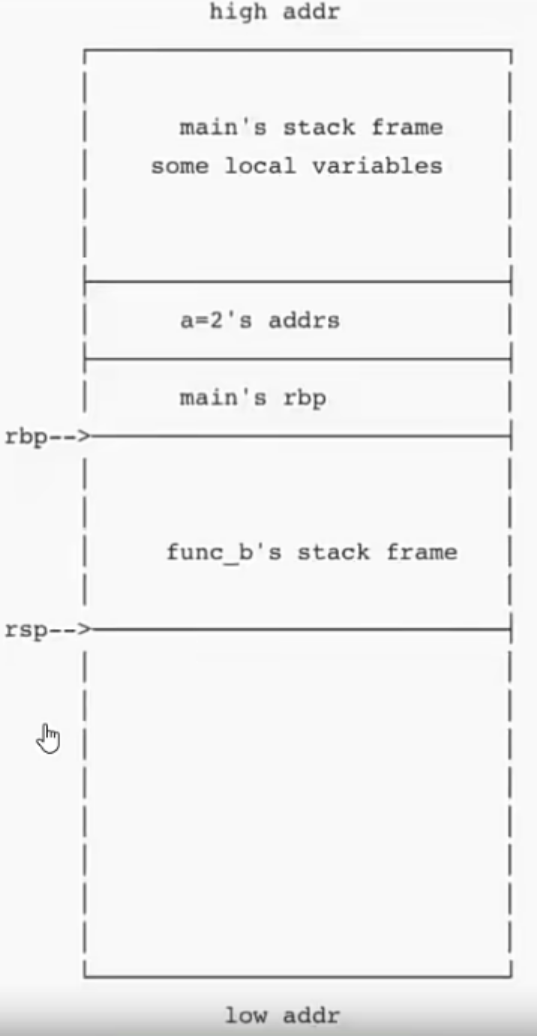 high addr
main's stack frame
some local variables
a=2's addrs
main's rbp
rbp-->
func_b's stack frame
rsp-->
low addr